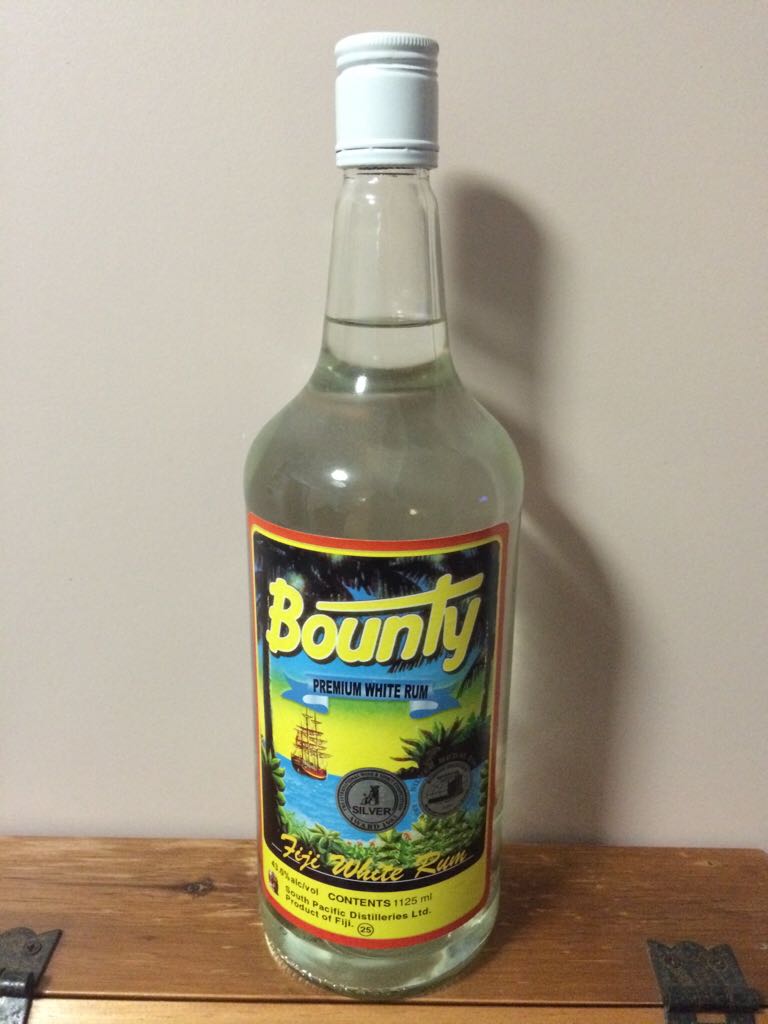 Bounty
PREMIUM WHITE RUM
SILVER
Fiji White Rum
CONTENTS 1125 ml
South Pacific Distilleries Ltd.
Product of Fiji. 25